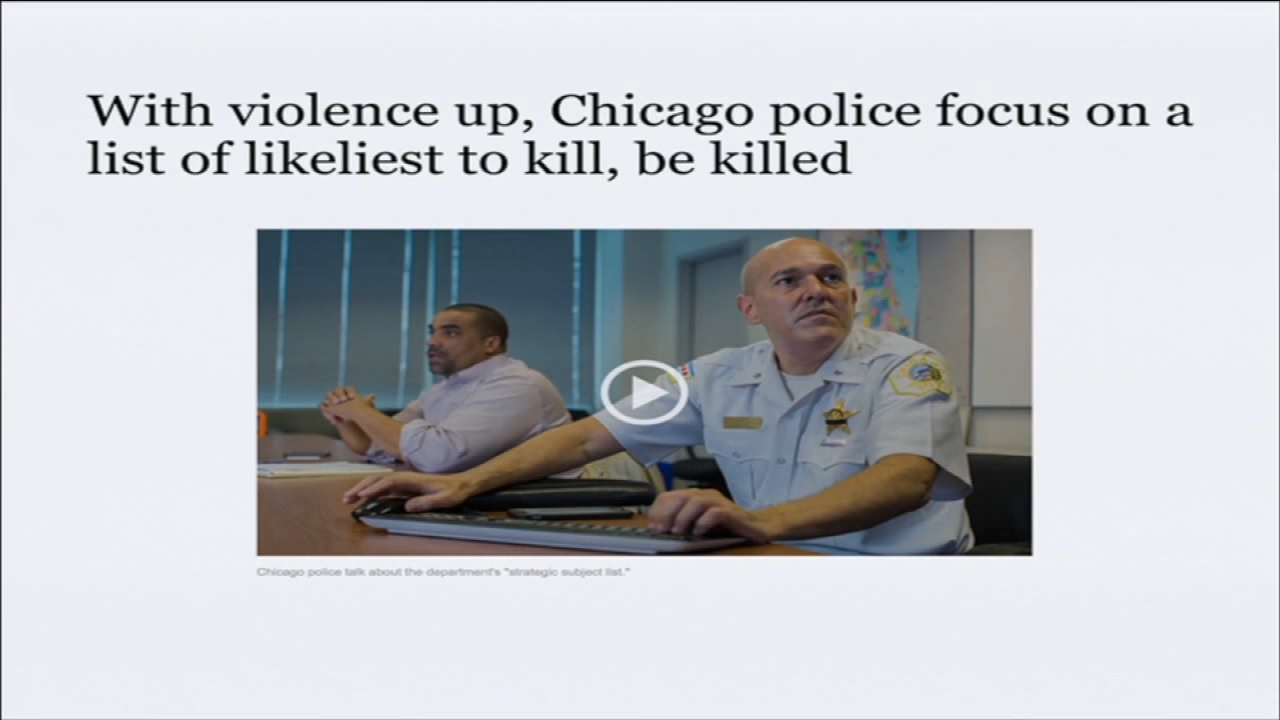 With violence up, Chicago police focus on a
list of likeliest to kill, be killed
Chicago police talk about the department's "strategic subject list."